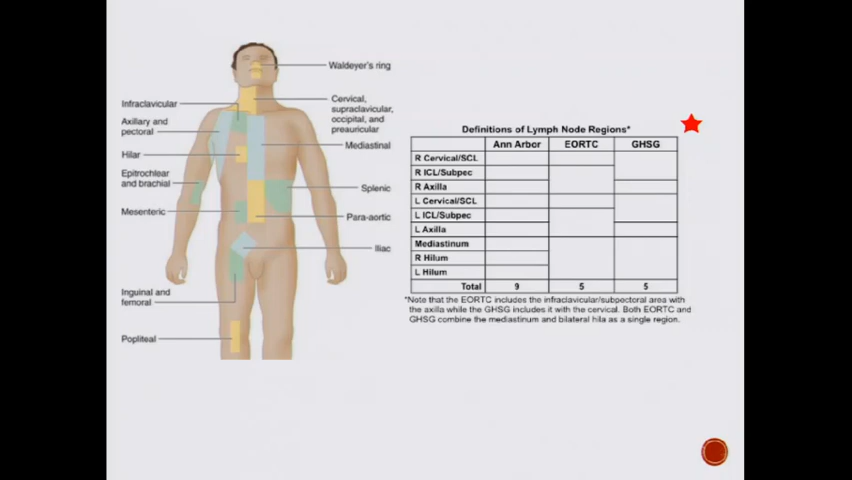 Waldeyer's ring
Infraclavicular
Cervical,
supraclavicular,
occipital, and
preauricular
Axillary and
pectoral
Mediastinal
Hilar
Epitrochlear
and brachial
Splenic
Mesenteric
Para-aortic
Iliac
Inguinal and
femoral
Popliteal
Definitions of Lymph Node Regions*
Ann Arbor EORTC GHSG
R Cervical/SCL
R ICL/Subpec
R Axilla
L Cervical/SCL
L ICL/Subpec
L Axilla
Mediastinum
R Hilum
L Hilum
Total 9 5 5
*Note that the EORTC includes the infraclavicular/subpectoral area with
the axilla while the GHSG includes it with the cervical. Both EORTC and
GHSG combine the mediastinum and bilateral hila as a single region.